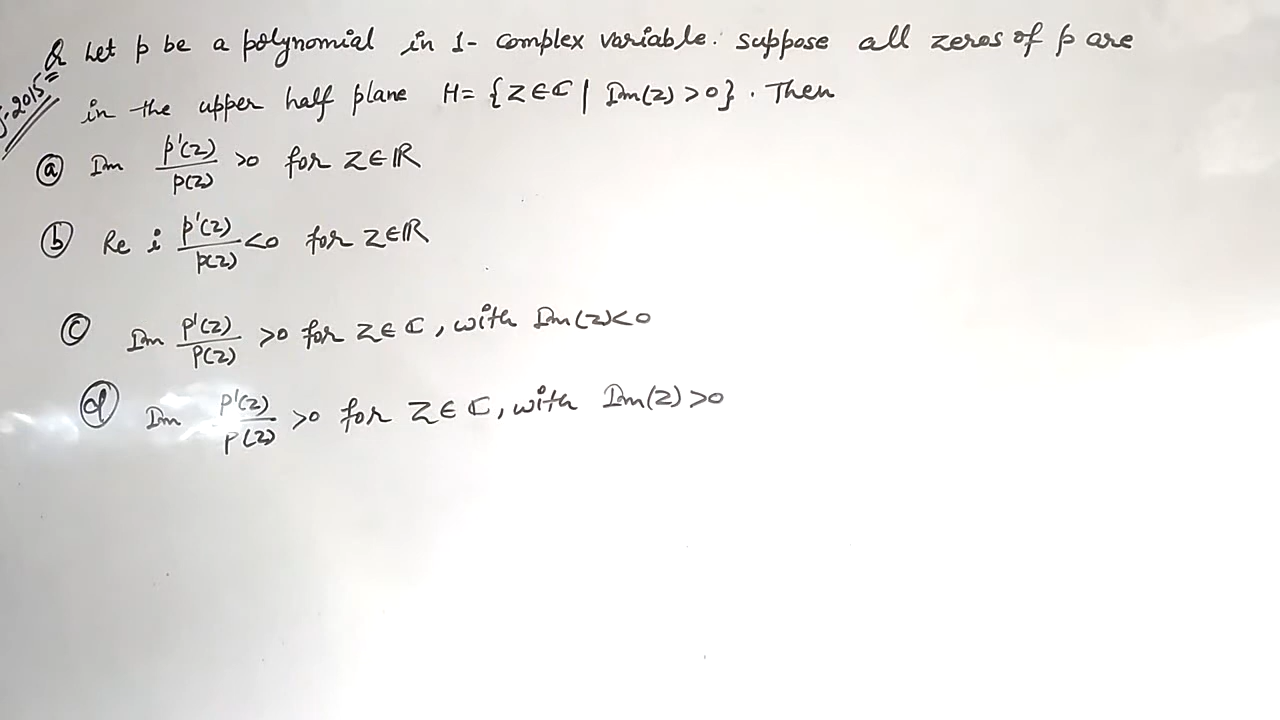 Q Let p be a polynomial in 1- complex variable. Suppose all zeros of p are
in the upper half plane H= {Z∈ℂ | Im(z) >0} . Then
ⓐ Im p'(z)/p(z) >0 for Z∈ℝ
ⓑ Re i p'(z)/p(z) <0 for Z∈ℝ
ⓒ Im p'(z)/p(z) >0 for Z∈ℂ, with Im(z)<0
ⓓ Im p'(z)/p(z) >0 for Z∈ℂ, with Im(z) >0
2015